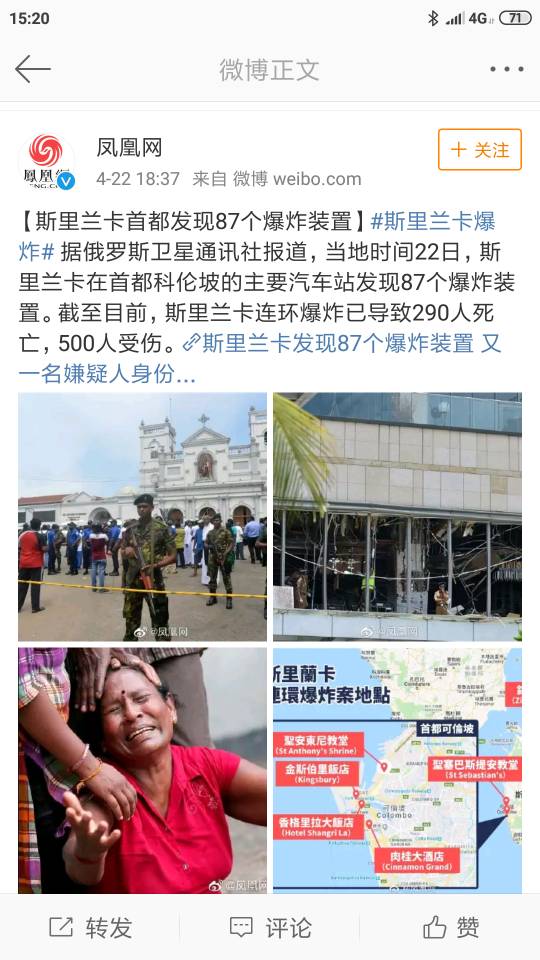 15:20
4G
71
微博正文
凤凰网
4-22 18:37 来自 微博 weibo.com
+ 关注
【斯里兰卡首都发现87个爆炸装置】#斯里兰卡爆
炸# 据俄罗斯卫星通讯社报道，当地时间22日，斯
里兰卡在首都科伦坡的主要汽车站发现87个爆炸装
置。截至目前，斯里兰卡连环爆炸已导致290人死
亡，500人受伤。斯里兰卡发现87个爆炸装置 又
一名嫌疑人身份...
@凤凰网
@凤凰网
@凤凰网
斯里蘭卡
連環爆炸案地點
首都可倫坡
聖安東尼教堂
(St Anthony's Shrine)
金斯伯里飯店
(Kingsbury)
聖塞巴斯提安教堂
(St Sebastian's)
可倫坡
Colombo
香格里拉大飯店
(Hotel Shangri La)
肉桂大酒店
(Cinnamon Grand)
转发
评论
赞